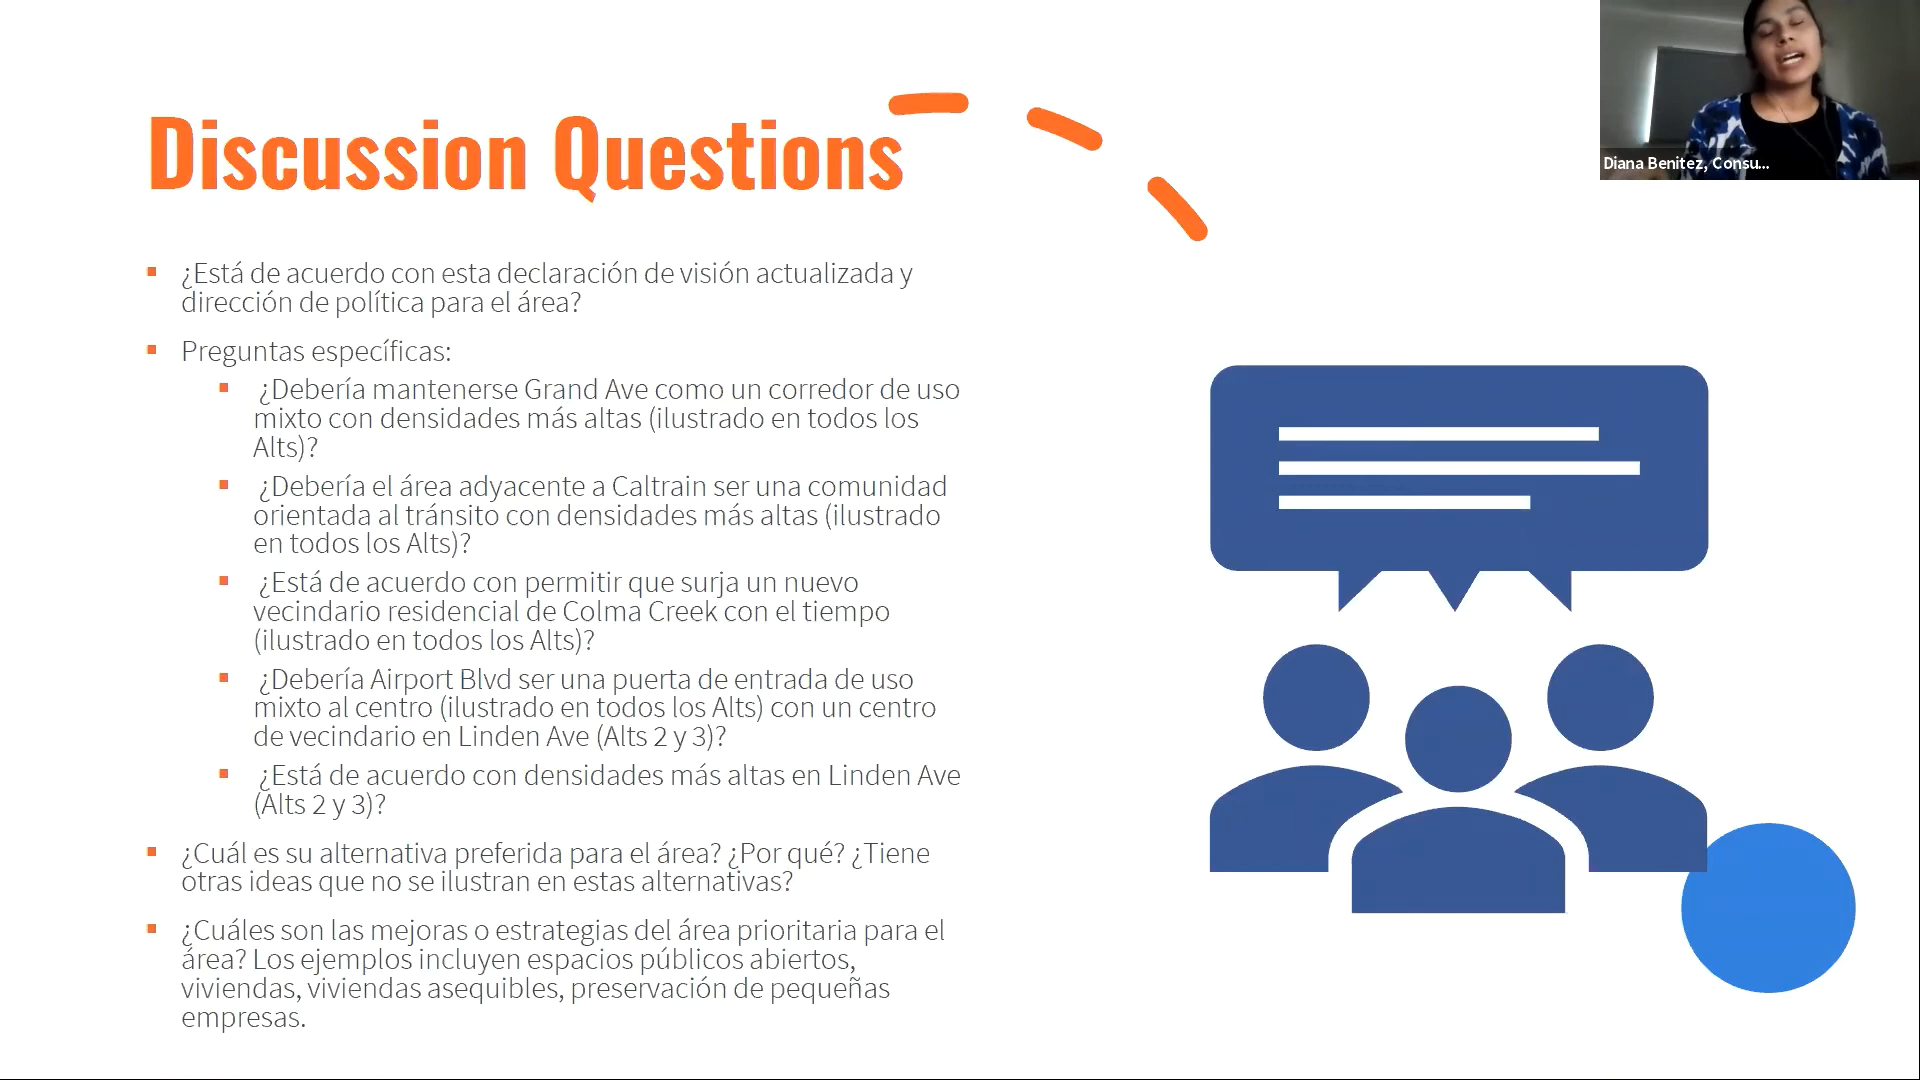 Discussion Questions
¿Está de acuerdo con esta declaración de visión actualizada y
dirección de política para el área?
Preguntas específicas:
¿Debería mantenerse Grand Ave como un corredor de uso
mixto con densidades más altas (ilustrado en todos los
Alts)?
¿Debería el área adyacente a Caltrain ser una comunidad
orientada al tránsito con densidades más altas (ilustrado
en todos los Alts)?
¿Está de acuerdo con permitir que surja un nuevo
vecindario residencial de Colma Creek con el tiempo
(ilustrado en todos los Alts)?
¿Debería Airport Blvd ser una puerta de entrada de uso
mixto al centro (ilustrado en todos los Alts) con un centro
de vecindario en Linden Ave (Alts 2 y 3)?
¿Está de acuerdo con densidades más altas en Linden Ave
(Alts 2 y 3)?
¿Cuál es su alternativa preferida para el área? ¿Por qué? ¿Tiene
otras ideas que no se ilustran en estas alternativas?
¿Cuáles son las mejoras o estrategias del área prioritaria para el
área? Los ejemplos incluyen espacios públicos abiertos,
viviendas, viviendas asequibles, preservación de pequeñas
empresas.
Diana Benitez, Consu...